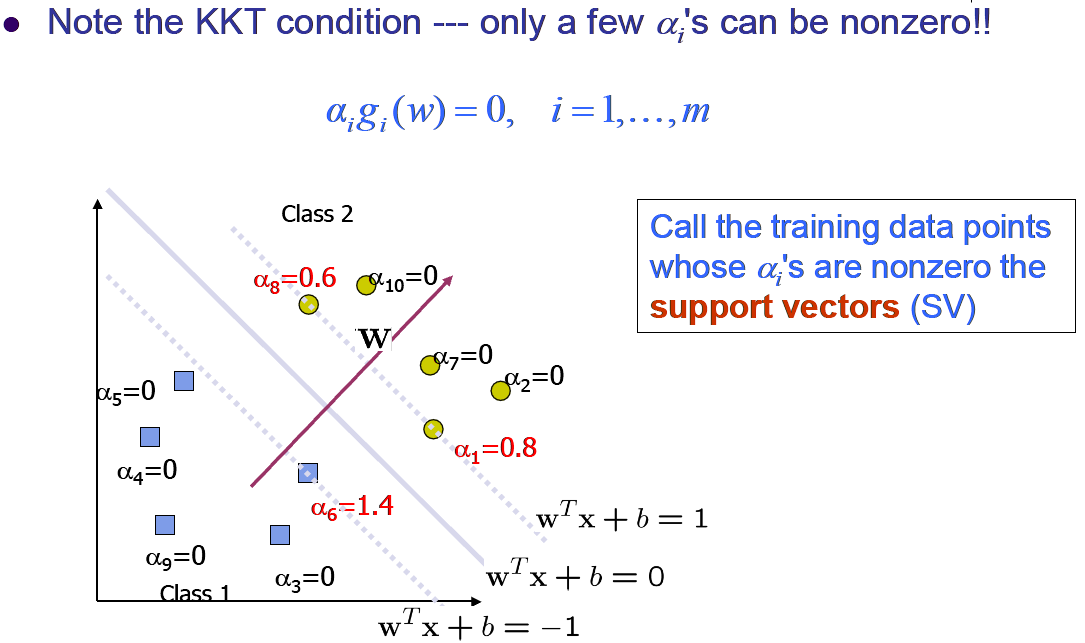 ● Note the KKT condition --- only a few αᵢ's can be nonzero!!
αᵢgᵢ(w) = 0, i = 1,…,m
Class 2
Call the training data points
whose αᵢ's are nonzero the
support vectors (SV)
α₈=0.6
α₁₀=0
w
α₇=0
α₂=0
α₅=0
α₁=0.8
α₄=0
α₆=1.4
wᵀx + b = 1
α₉=0
α₃=0
wᵀx + b = 0
Class 1
wᵀx + b = −1